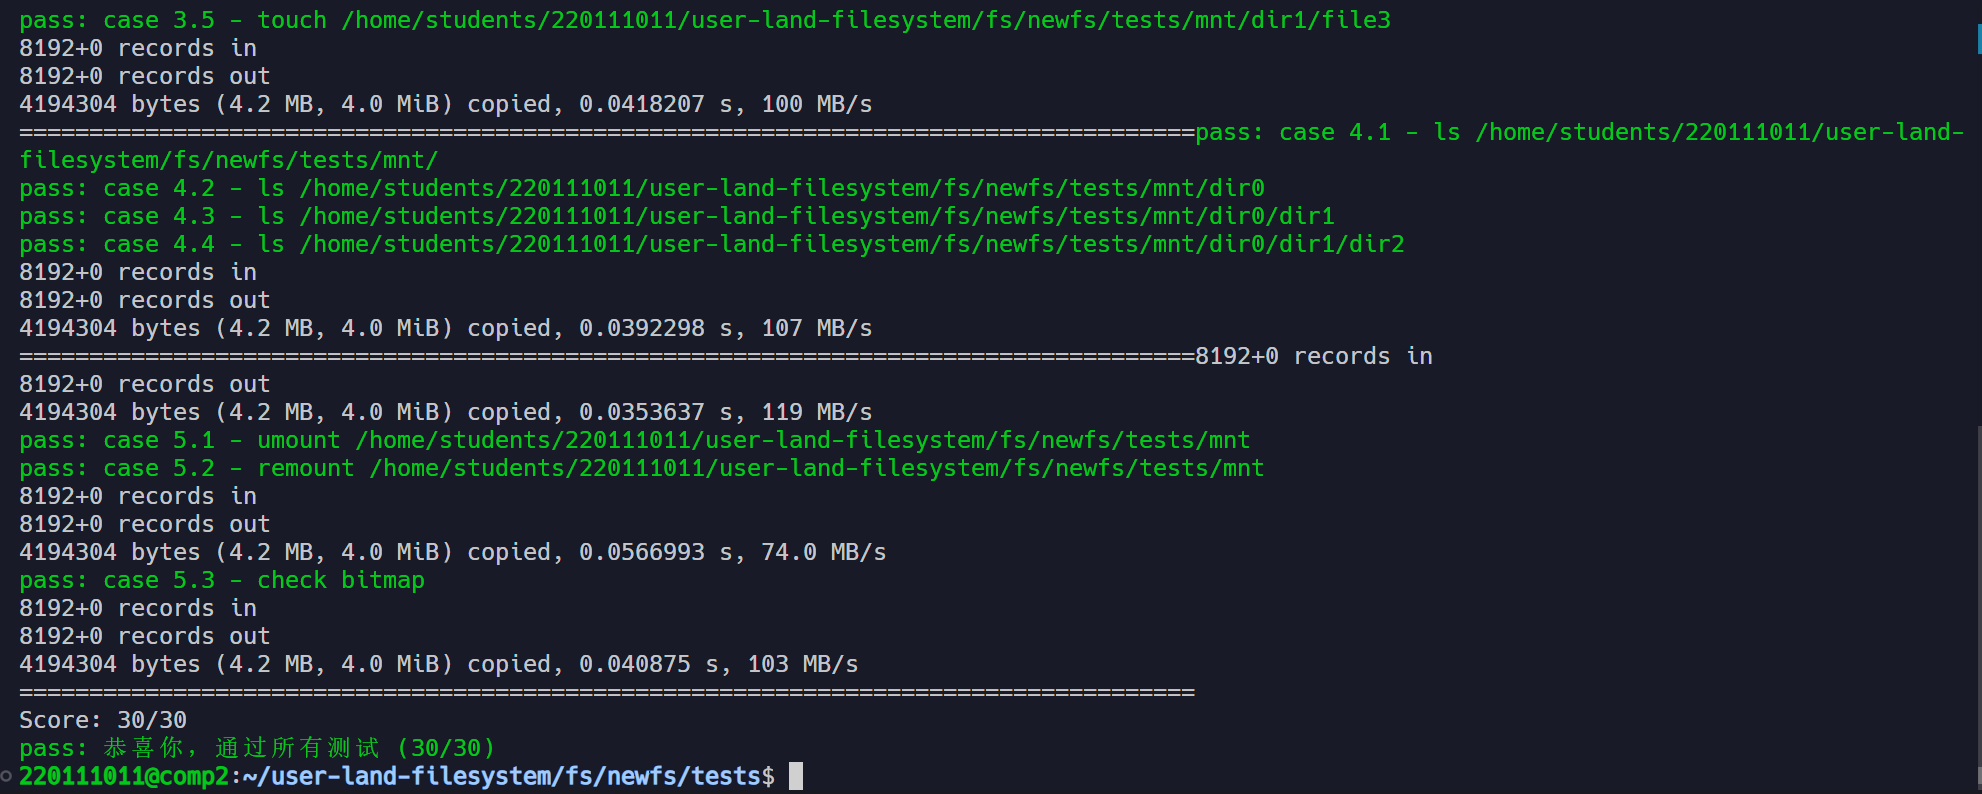 pass: case 3.5 - touch /home/students/220111011/user-land-filesystem/fs/newfs/tests/mnt/dir1/file3
8192+0 records in
8192+0 records out
4194304 bytes (4.2 MB, 4.0 MiB) copied, 0.0418207 s, 100 MB/s
====================================================================================pass: case 4.1 - ls /home/students/220111011/user-land-
filesystem/fs/newfs/tests/mnt/
pass: case 4.2 - ls /home/students/220111011/user-land-filesystem/fs/newfs/tests/mnt/dir0
pass: case 4.3 - ls /home/students/220111011/user-land-filesystem/fs/newfs/tests/mnt/dir0/dir1
pass: case 4.4 - ls /home/students/220111011/user-land-filesystem/fs/newfs/tests/mnt/dir0/dir1/dir2
8192+0 records in
8192+0 records out
4194304 bytes (4.2 MB, 4.0 MiB) copied, 0.0392298 s, 107 MB/s
====================================================================================8192+0 records in
8192+0 records out
4194304 bytes (4.2 MB, 4.0 MiB) copied, 0.0353637 s, 119 MB/s
pass: case 5.1 - umount /home/students/220111011/user-land-filesystem/fs/newfs/tests/mnt
pass: case 5.2 - remount /home/students/220111011/user-land-filesystem/fs/newfs/tests/mnt
8192+0 records in
8192+0 records out
4194304 bytes (4.2 MB, 4.0 MiB) copied, 0.0566993 s, 74.0 MB/s
pass: case 5.3 - check bitmap
8192+0 records in
8192+0 records out
4194304 bytes (4.2 MB, 4.0 MiB) copied, 0.040875 s, 103 MB/s
====================================================================================
Score: 30/30
pass: 恭喜你，通过所有测试 (30/30)
220111011@comp2:~/user-land-filesystem/fs/newfs/tests$